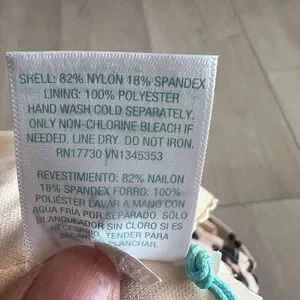 SHELL: 82% NYLON 18% SPANDEX
LINING: 100% POLYESTER
HAND WASH COLD SEPARATELY.
ONLY NON-CHLORINE BLEACH IF
NEEDED. LINE DRY. DO NOT IRON.
RN17730 VN1345353
REVESTIMIENTO: 82% NAILON
18% SPANDEX FORRO: 100%
POLIÉSTER LAVAR A MANO CON
AGUA FRÍA POR SEPARADO. SÓLO
BLANQUEADOR SIN CLORO SI ES
NECESARIO. TENDER PARA
PLANCHAR.